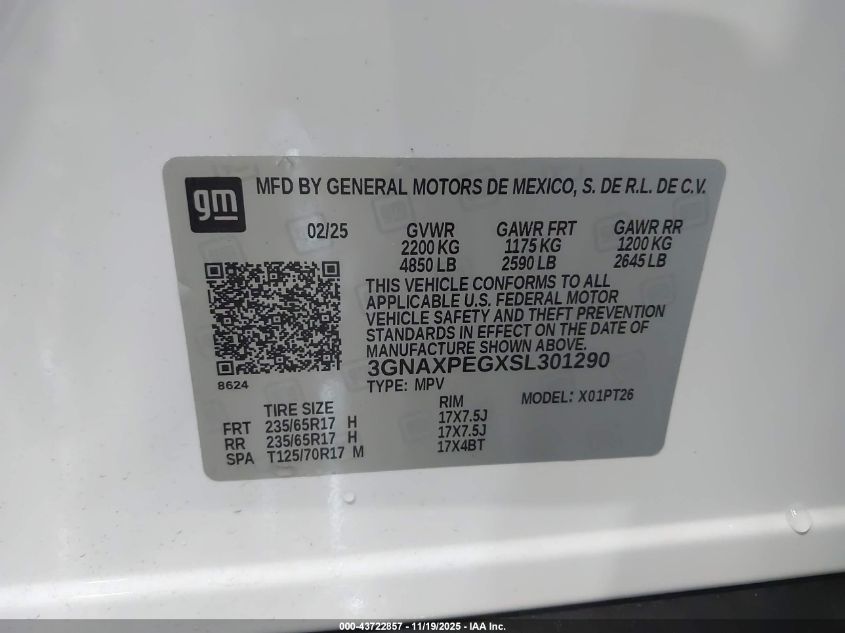 gm
MFD BY GENERAL MOTORS DE MEXICO, S. DE R.L. DE C.V.
02/25 GVWR GAWR FRT GAWR RR
2200 KG 1175 KG 1200 KG
4850 LB 2590 LB 2645 LB
THIS VEHICLE CONFORMS TO ALL
APPLICABLE U.S. FEDERAL MOTOR
VEHICLE SAFETY AND THEFT PREVENTION
STANDARDS IN EFFECT ON THE DATE OF
MANUFACTURE SHOWN ABOVE.
3GNAXPEGXSL301290
8624
TYPE: MPV MODEL: X01PT26
TIRE SIZE RIM
FRT 235/65R17 H 17X7.5J
RR 235/65R17 H 17X7.5J
SPA T125/70R17 M 17X4BT
000-43722857 - 11/19/2025 - IAA Inc.